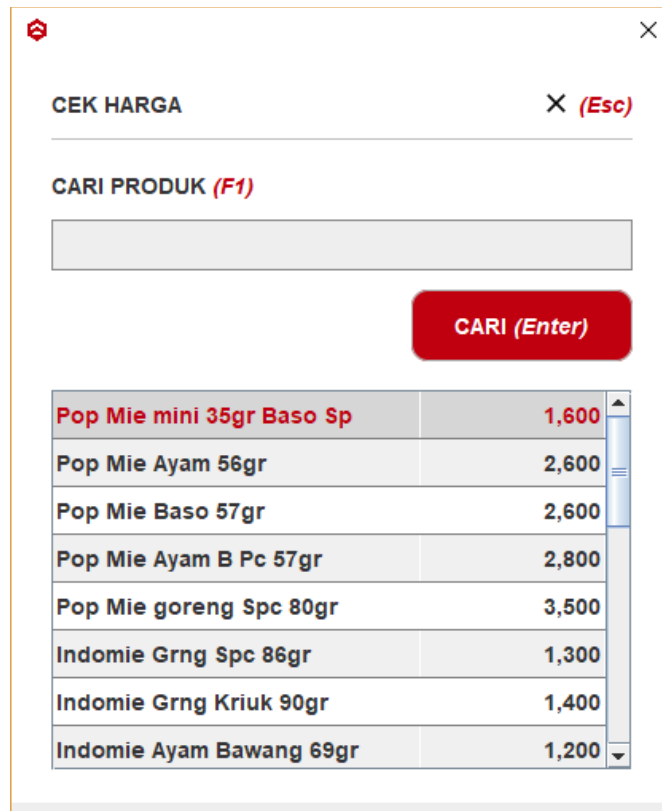 CEK HARGA
✕ (Esc)
CARI PRODUK (F1)
CARI (Enter)
Pop Mie mini 35gr Baso Sp 1,600
Pop Mie Ayam 56gr 2,600
Pop Mie Baso 57gr 2,600
Pop Mie Ayam B Pc 57gr 2,800
Pop Mie goreng Spc 80gr 3,500
Indomie Grng Spc 86gr 1,300
Indomie Grng Kriuk 90gr 1,400
Indomie Ayam Bawang 69gr 1,200